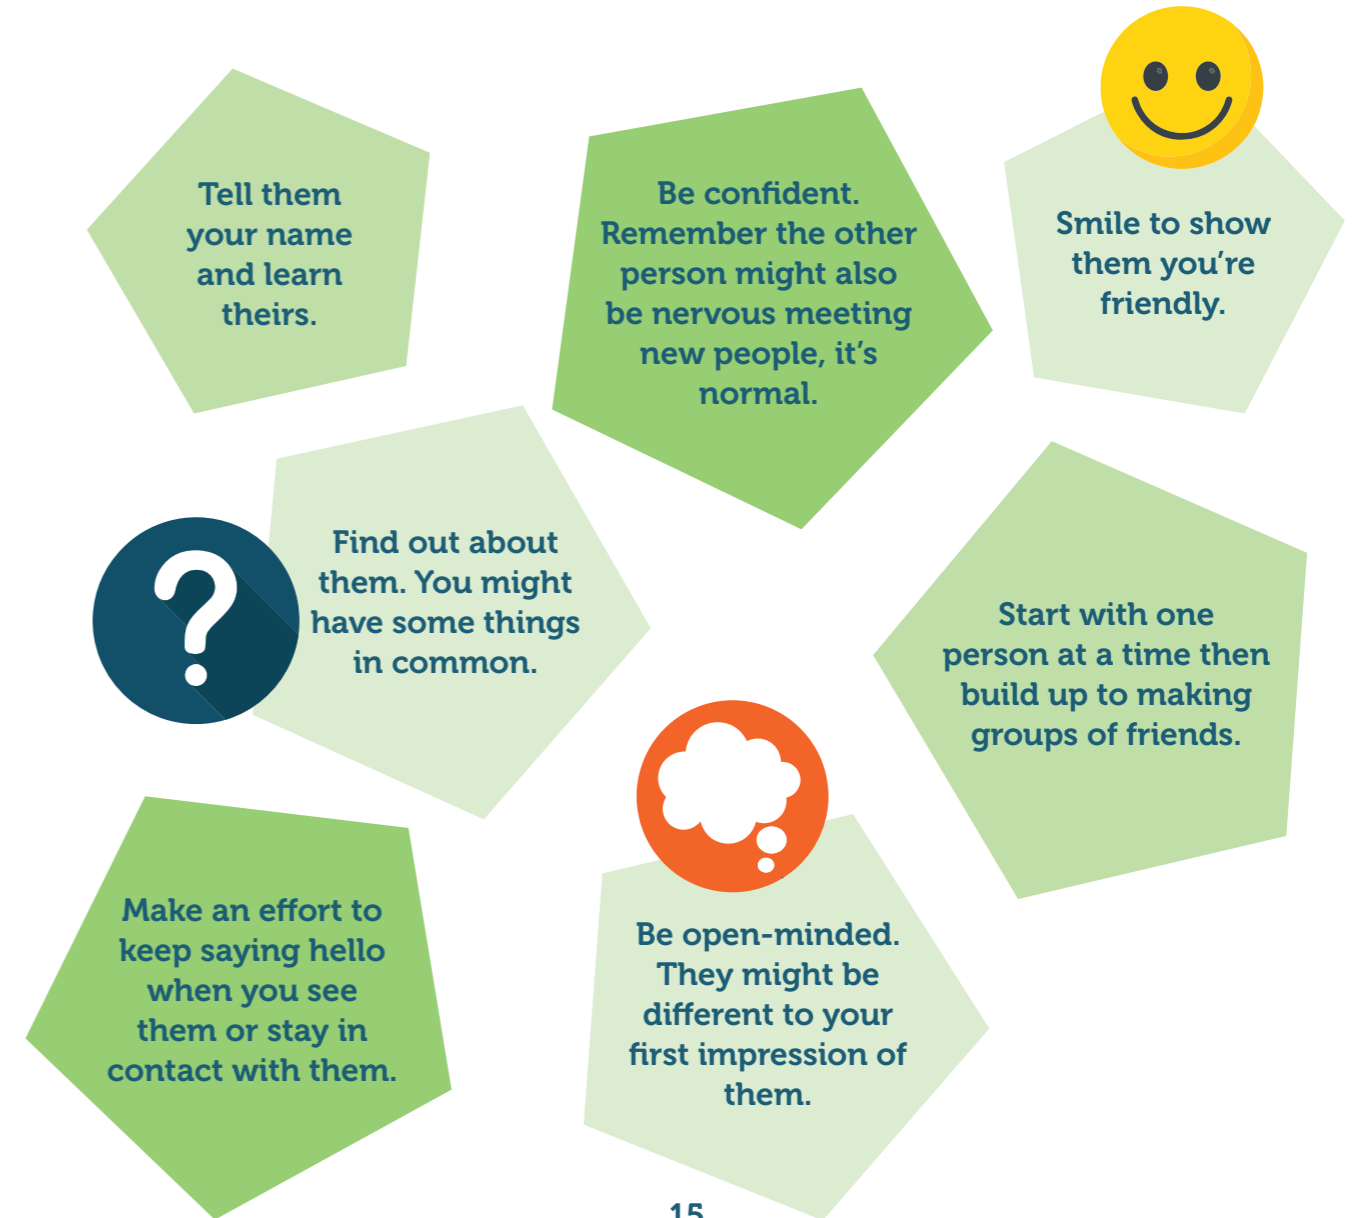 Tell them
your name
and learn
theirs.
Be confident.
Remember the other
person might also
be nervous meeting
new people, it's
normal.
Smile to show
them you're
friendly.
Find out about
them. You might
have some things
in common.
Start with one
person at a time then
build up to making
groups of friends.
Make an effort to
keep saying hello
when you see
them or stay in
contact with them.
Be open-minded.
They might be
different to your
first impression of
them.
15